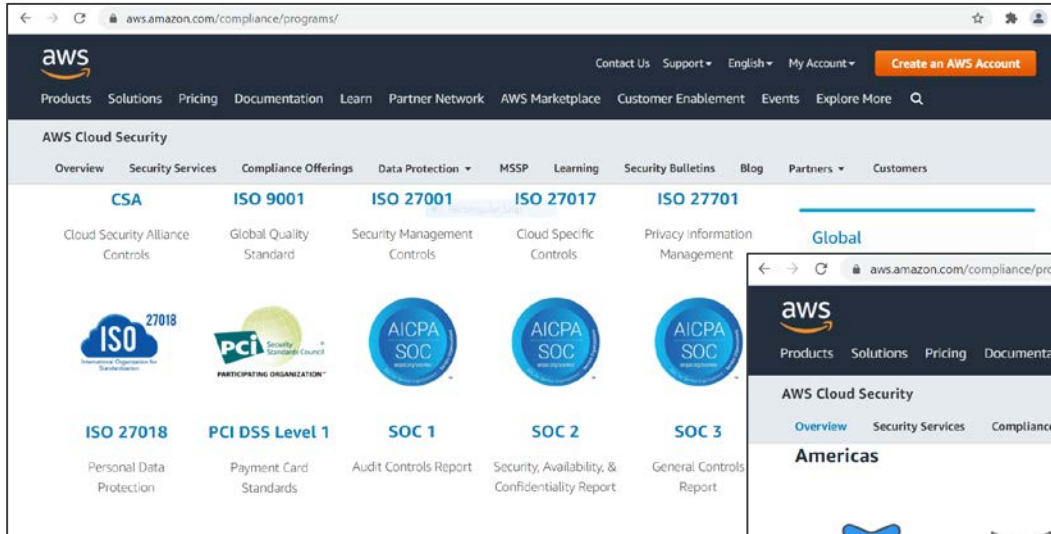 aws.amazon.com/compliance/programs/
aws
Contact Us Support English My Account Create an AWS Account
Products Solutions Pricing Documentation Learn Partner Network AWS Marketplace Customer Enablement Events Explore More
AWS Cloud Security
Overview Security Services Compliance Offerings Data Protection MSSP Learning Security Bulletins Blog Partners Customers
CSA ISO 9001 ISO 27001 ISO 27017 ISO 27701
Cloud Security Alliance Controls
Global Quality Standard
Security Management Controls
Cloud Specific Controls
Privacy Information Management
Global
ISO 27018
International Organization for Standardization
PCI Security Standards Council
PARTICIPATING ORGANIZATION™
AICPA SOC
AICPA SOC
AICPA SOC
ISO 27018 PCI DSS Level 1 SOC 1 SOC 2 SOC 3
Personal Data Protection
Payment Card Standards
Audit Controls Report
Security, Availability, & Confidentiality Report
General Controls Report
aws.amazon.com/compliance/pro
aws
Products Solutions Pricing Documenta
AWS Cloud Security
Overview Security Services Compliance
Americas